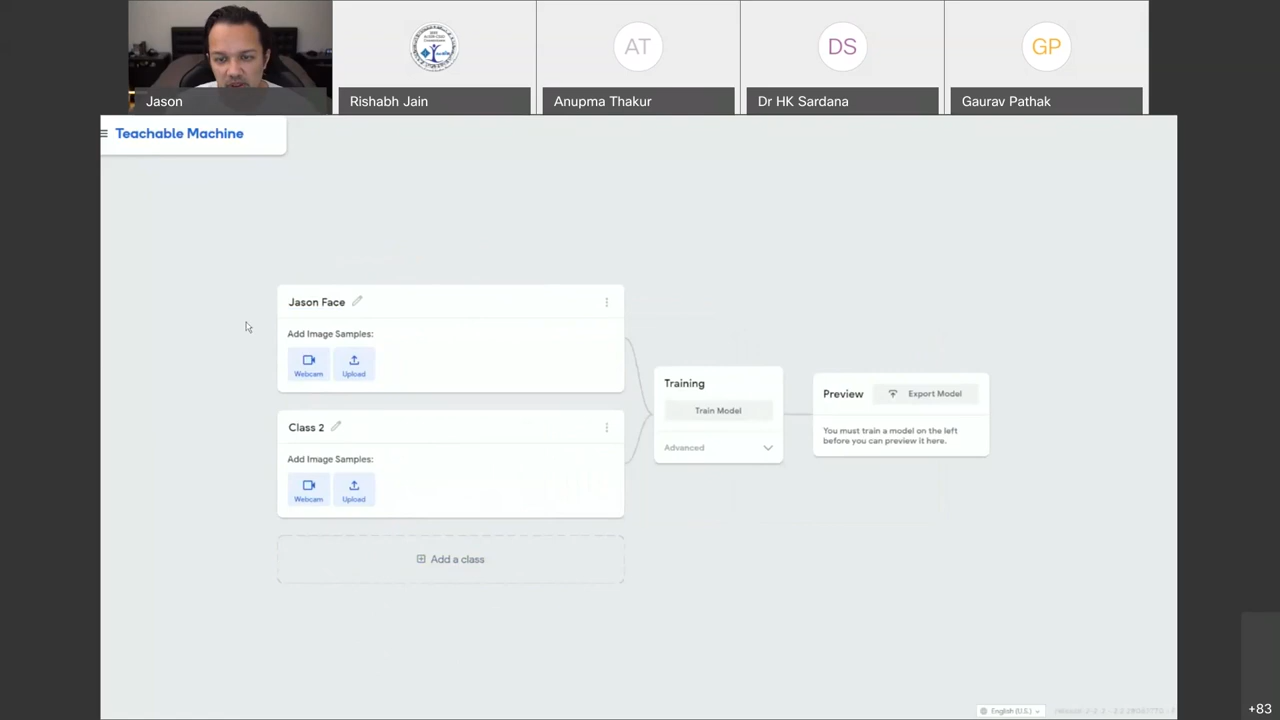 AT
DS
GP
Jason
Rishabh Jain
Anupma Thakur
Dr HK Sardana
Gaurav Pathak
Teachable Machine
Jason Face
Add Image Samples:
Webcam
Upload
Class 2
Add Image Samples:
Webcam
Upload
Add a class
Training
Train Model
Advanced
Preview
Export Model
You must train a model on the left
before you can preview it here.
English (U.S.)
+83